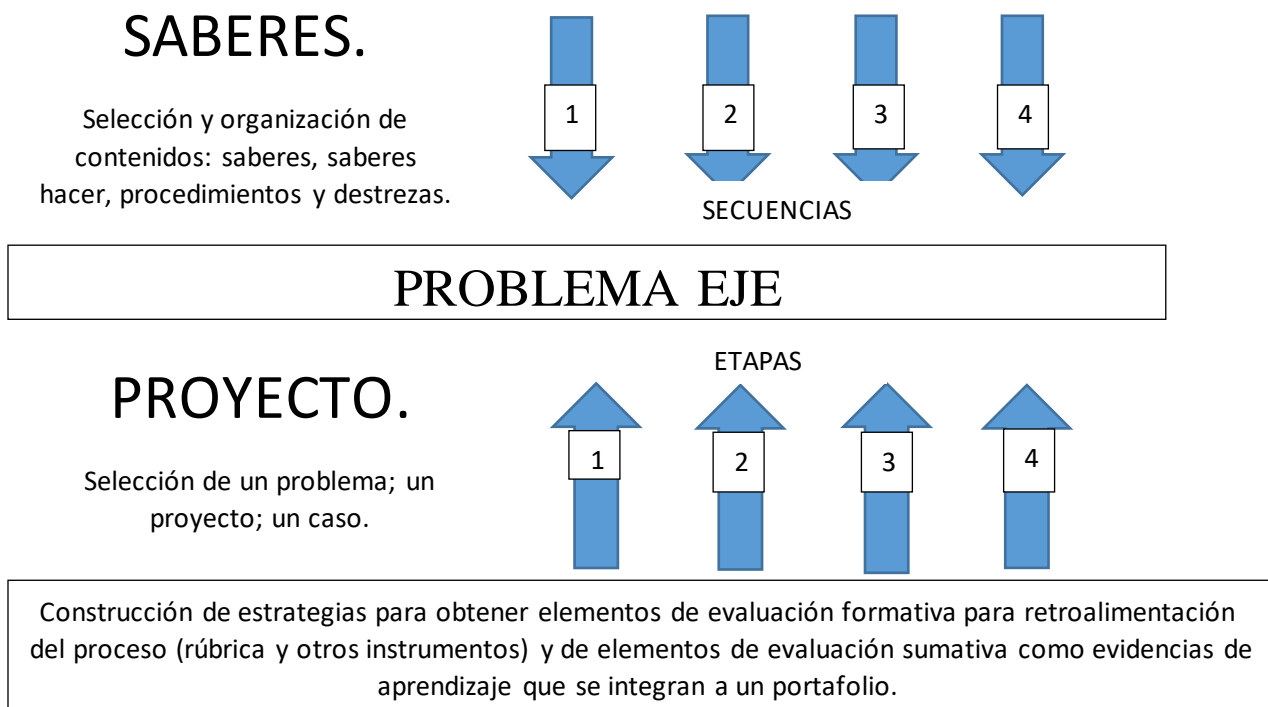 SABERES.
Selección y organización de
contenidos: saberes, saberes
hacer, procedimientos y destrezas.
1 2 3 4
SECUENCIAS
PROBLEMA EJE
ETAPAS
PROYECTO.
1 2 3 4
Selección de un problema; un
proyecto; un caso.
Construcción de estrategias para obtener elementos de evaluación formativa para retroalimentación
del proceso (rúbrica y otros instrumentos) y de elementos de evaluación sumativa como evidencias de
aprendizaje que se integran a un portafolio.